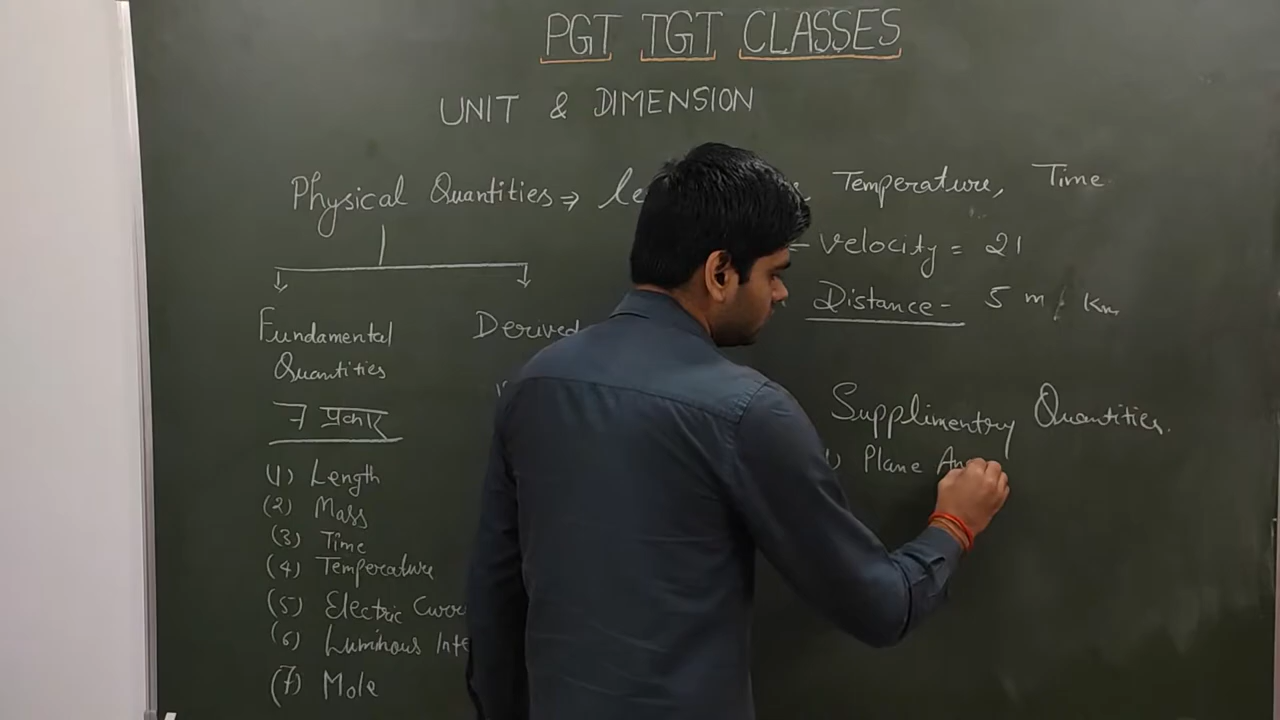 PGT TGT CLASSES
UNIT & DIMENSION
Physical Quantities ⇒ le Temperature, Time
velocity = 21
Distance - 5 m / Km
Fundamental
Quantities
Derived
7 प्रकार
Supplimentry Quantities.
1) Plane An
(1) Length
(2) Mass
(3) Time
(4) Temperature
(5) Electric Curre
(6) Luminous Inte
(7) Mole